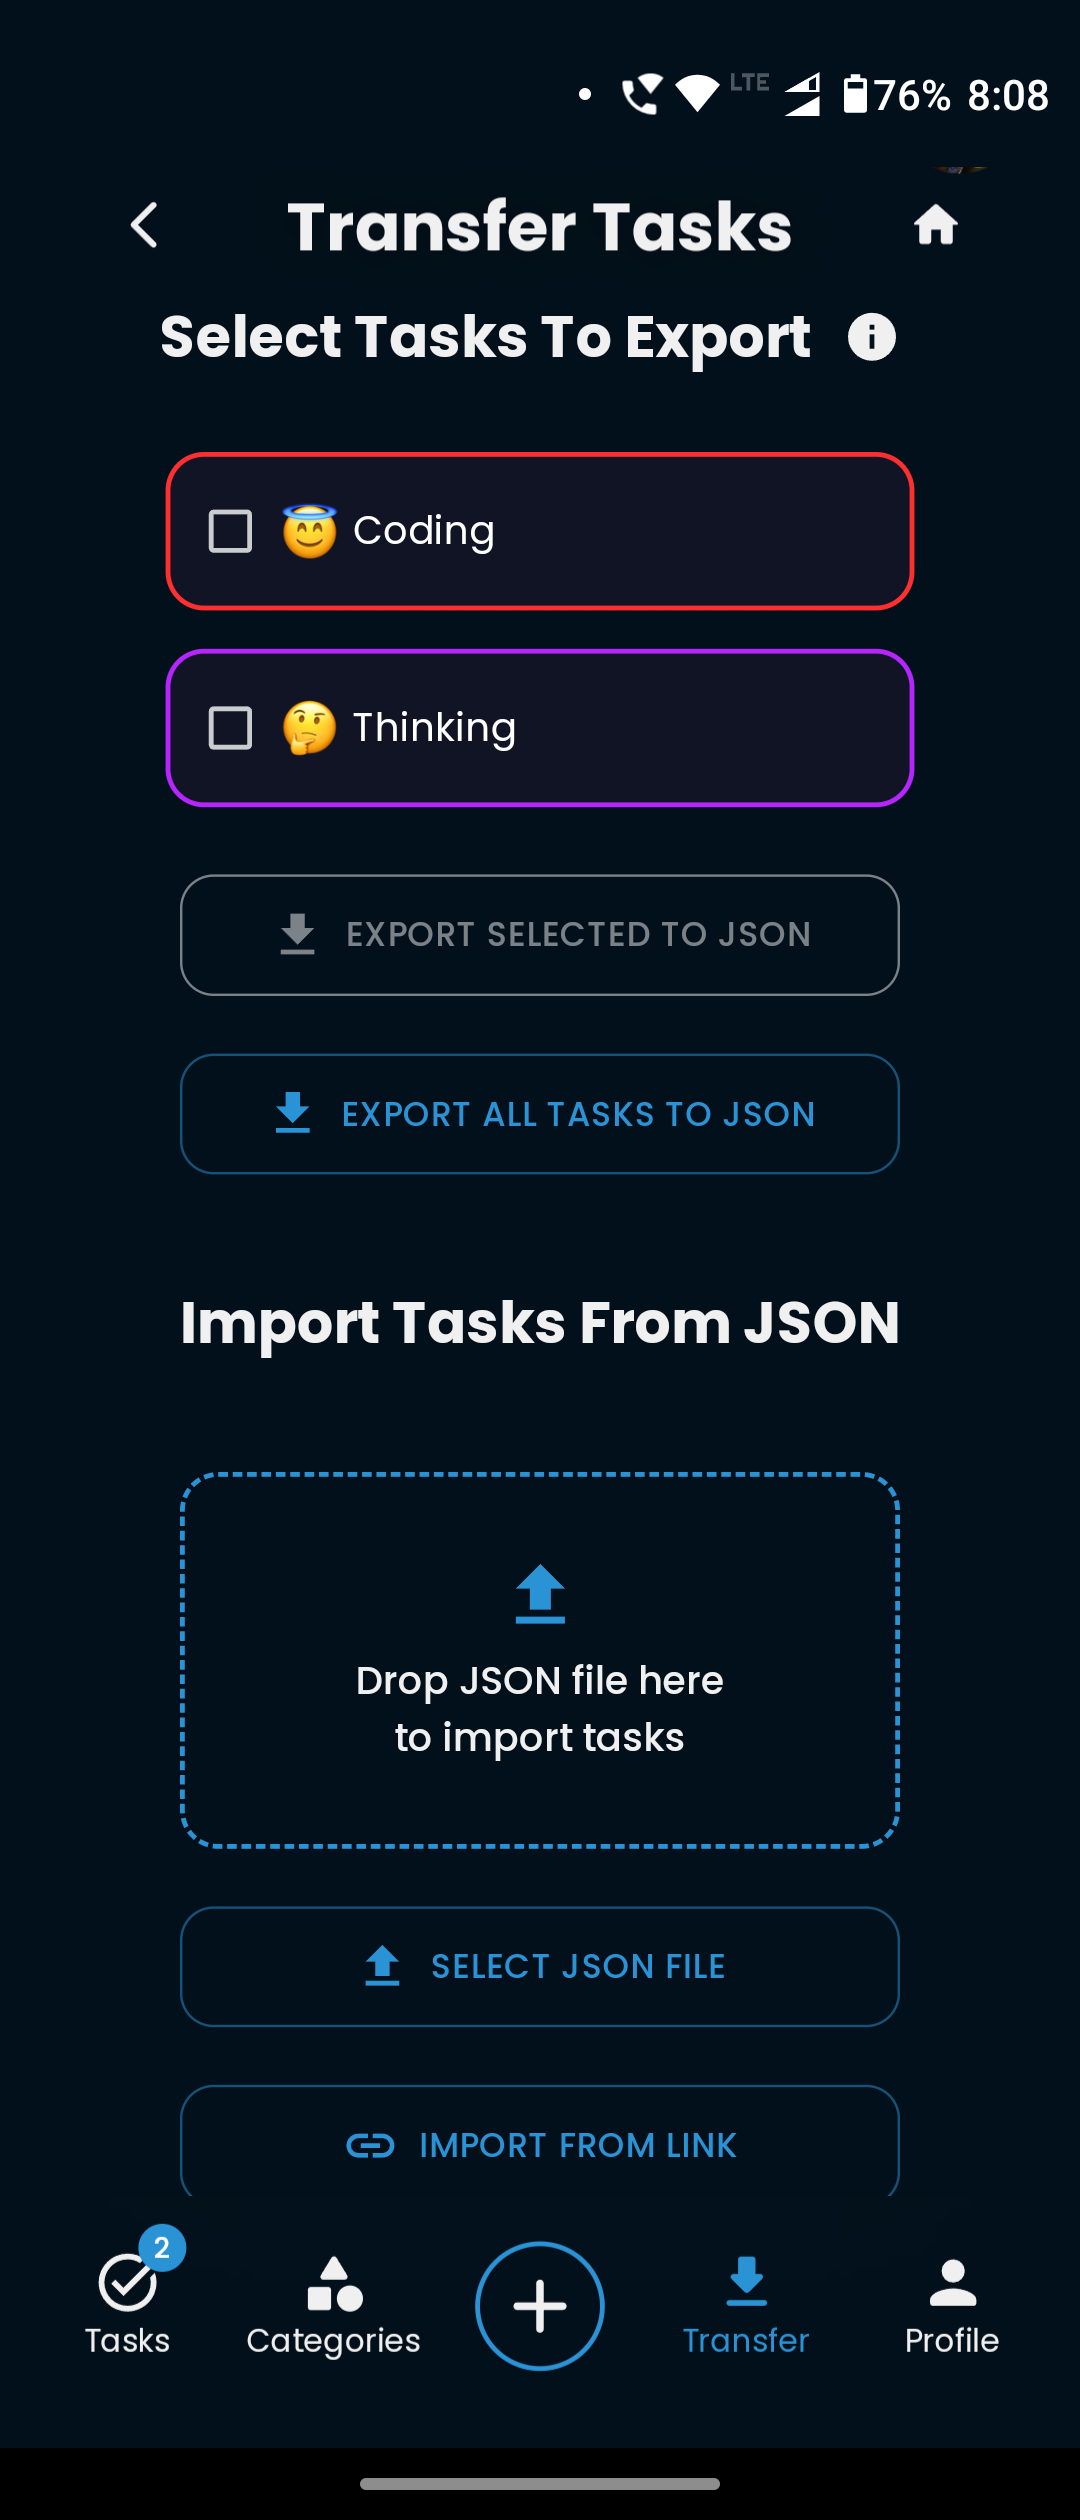 LTE 76% 8:08
Transfer Tasks
Select Tasks To Export
Coding
Thinking
EXPORT SELECTED TO JSON
EXPORT ALL TASKS TO JSON
Import Tasks From JSON
Drop JSON file here
to import tasks
SELECT JSON FILE
IMPORT FROM LINK
2
Tasks Categories Transfer Profile